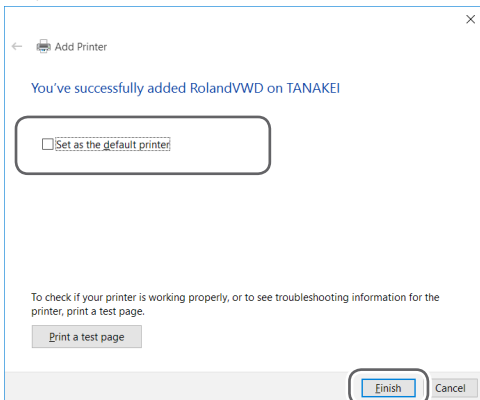 Add Printer
You've successfully added RolandVWD on TANAKEI
Set as the default printer
To check if your printer is working properly, or to see troubleshooting information for the
printer, print a test page.
Print a test page
Finish Cancel